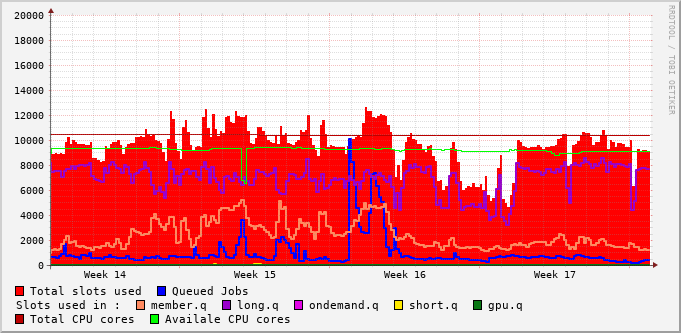 20000
18000
16000
14000
12000
10000
8000
6000
4000
2000
0
Week 14 Week 15 Week 16 Week 17
RRDTOOL / TOBI OETIKER
Total slots used Queued Jobs
Slots used in : member.q long.q ondemand.q short.q gpu.q
Total CPU cores Availale CPU cores